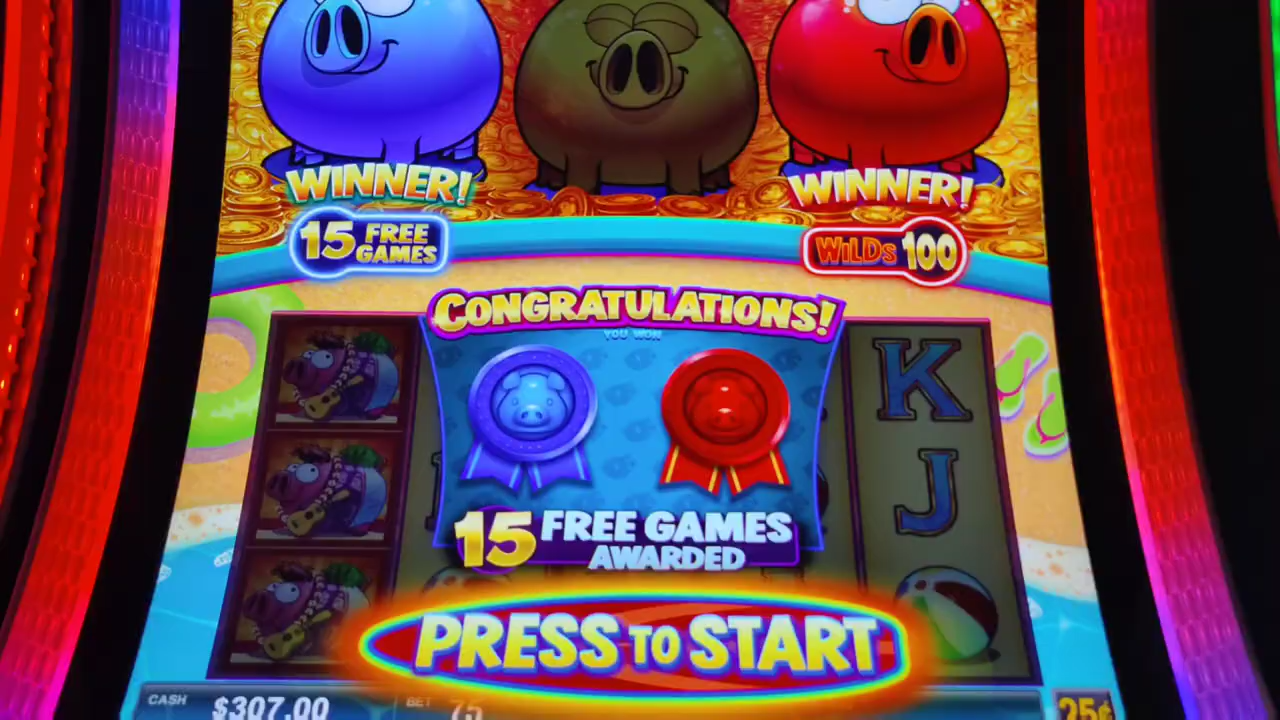 WINNER!
WINNER!
15 FREE GAMES
WILDS 100
CONGRATULATIONS!
YOU WON
K
J
15 FREE GAMES
AWARDED
PRESS TO START
CASH $307.00 BET 75
25¢